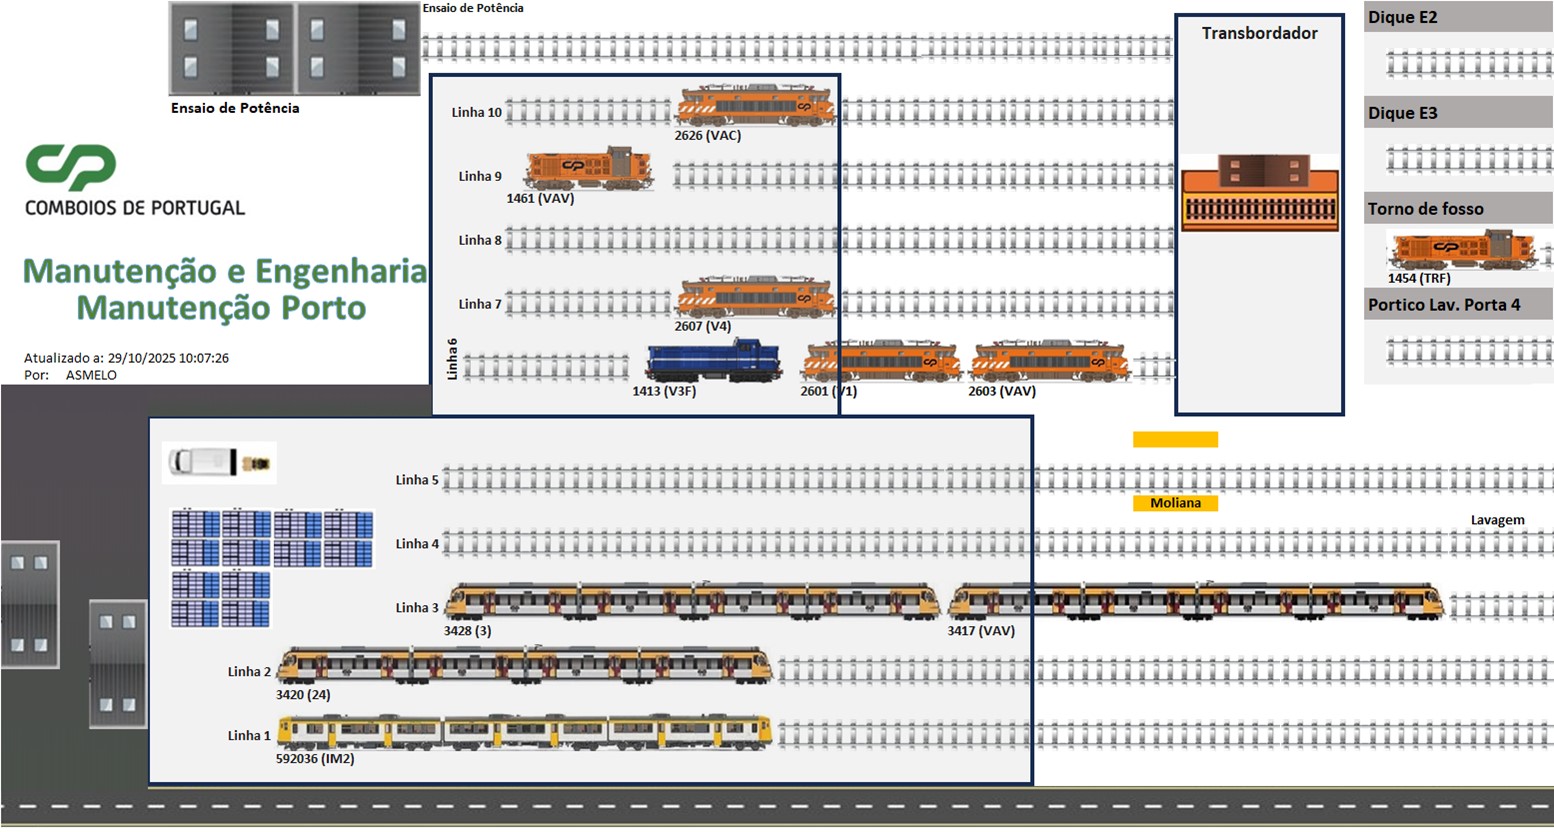 Ensaio de Potência
Ensaio de Potência
CP
COMBOIOS DE PORTUGAL
Manutenção e Engenharia
Manutenção Porto
Atualizado a: 29/10/2025 10:07:26
Por: ASMELO
Linha 10
2626 (VAC)
Linha 9
1461 (VAV)
Linha 8
Linha 7
2607 (V4)
Linha 6
1413 (V3F)
2601 (V1)
2603 (VAV)
Transbordador
Dique E2
Dique E3
Torno de fosso
1454 (TRF)
Portico Lav. Porta 4
Linha 5
Moliana
Linha 4
Lavagem
Linha 3
3428 (3)
3417 (VAV)
Linha 2
3420 (24)
Linha 1
592036 (IM2)